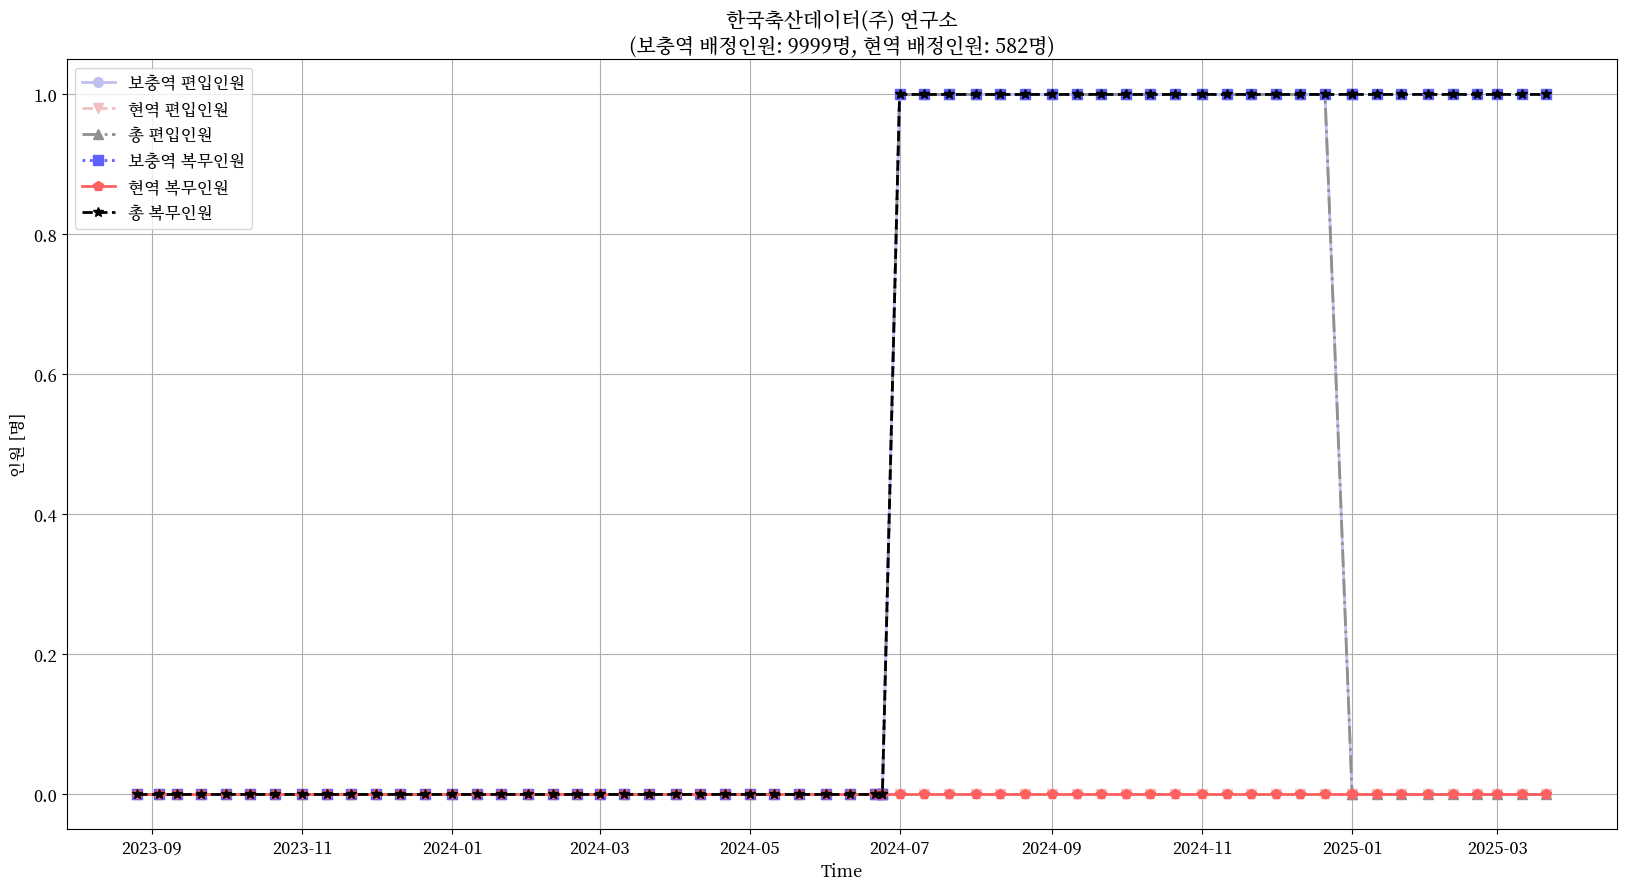 한국축산데이터(주) 연구소
(보충역 배정인원: 9999명, 현역 배정인원: 582명)
보충역 편입인원
현역 편입인원
총 편입인원
보충역 복무인원
현역 복무인원
총 복무인원
1.0
0.8
0.6
0.4
0.2
0.0
인원 [명]
2023-09
2023-11
2024-01
2024-03
2024-05
2024-07
2024-09
2024-11
2025-01
2025-03
Time